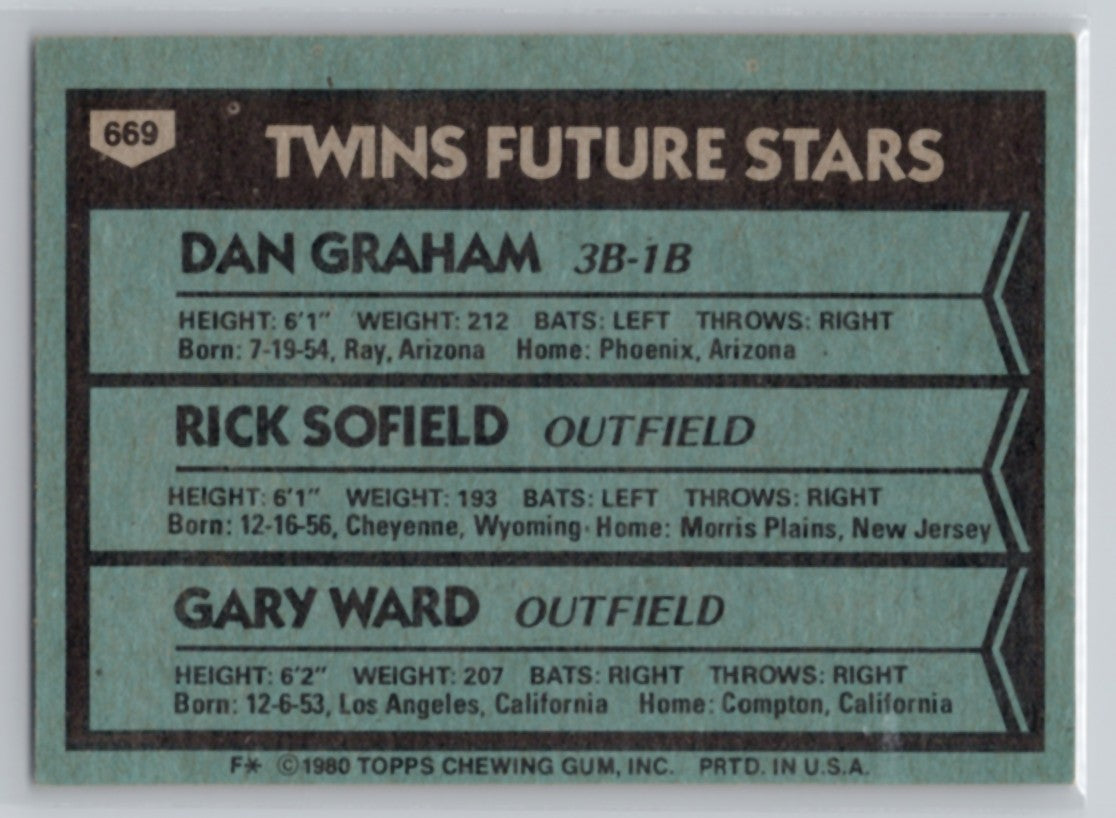 669
TWINS FUTURE STARS
DAN GRAHAM 3B-1B
HEIGHT: 6'1" WEIGHT: 212 BATS: LEFT THROWS: RIGHT
Born: 7-19-54, Ray, Arizona Home: Phoenix, Arizona
RICK SOFIELD OUTFIELD
HEIGHT: 6'1" WEIGHT: 193 BATS: LEFT THROWS: RIGHT
Born: 12-16-56, Cheyenne, Wyoming Home: Morris Plains, New Jersey
GARY WARD OUTFIELD
HEIGHT: 6'2" WEIGHT: 207 BATS: RIGHT THROWS: RIGHT
Born: 12-6-53, Los Angeles, California Home: Compton, California
F* ©1980 TOPPS CHEWING GUM, INC. PRTD. IN U.S.A.